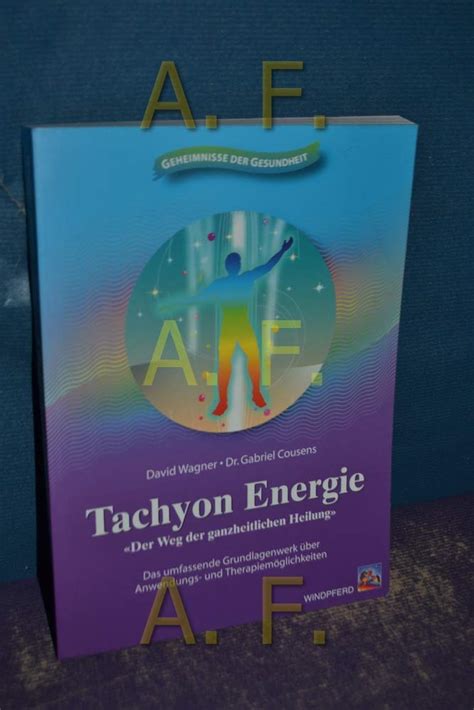 A. F.
GEHEIMNISSE DER GESUNDHEIT
A. F.
David Wagner • Dr. Gabriel Cousens
Tachyon Energie
«Der Weg der ganzheitlichen Heilung»
Das umfassende Grundlagenwerk über
Anwendungs- und Therapiemöglichkeiten
WINDPFERD
A. F.